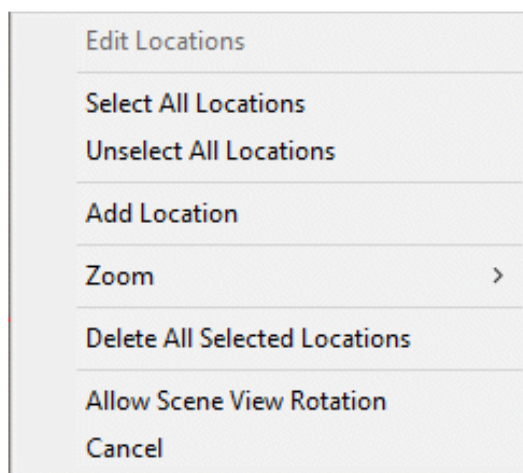 Edit Locations
Select All Locations
Unselect All Locations
Add Location
Zoom
Delete All Selected Locations
Allow Scene View Rotation
Cancel